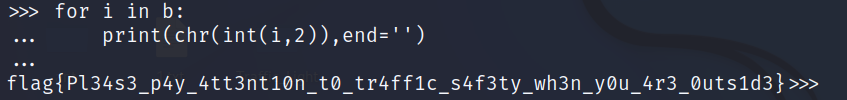 >>> for i in b:
...     print(chr(int(i,2)),end='')
...
flag{Pl34s3_p4y_4tt3nt10n_t0_tr4ff1c_s4f3ty_wh3n_y0u_4r3_0uts1d3}>>>